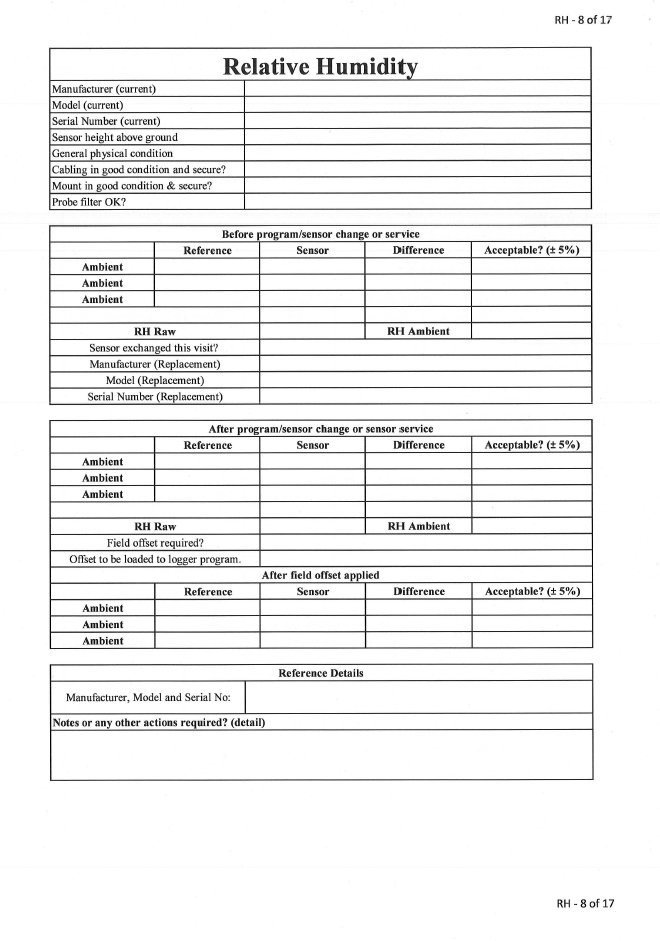 RH - 8 of 17
Relative Humidity
Manufacturer (current)
Model (current)
Serial Number (current)
Sensor height above ground
General physical condition
Cabling in good condition and secure?
Mount in good condition & secure?
Probe filter OK?
Before program/sensor change or service
Reference Sensor Difference Acceptable? (± 5%)
Ambient
Ambient
Ambient
RH Raw RH Ambient
Sensor exchanged this visit?
Manufacturer (Replacement)
Model (Replacement)
Serial Number (Replacement)
After program/sensor change or sensor service
Reference Sensor Difference Acceptable? (± 5%)
Ambient
Ambient
Ambient
RH Raw RH Ambient
Field offset required?
Offset to be loaded to logger program.
After field offset applied
Reference Sensor Difference Acceptable? (± 5%)
Ambient
Ambient
Ambient
Reference Details
Manufacturer, Model and Serial No:
Notes or any other actions required? (detail)
RH - 8 of 17